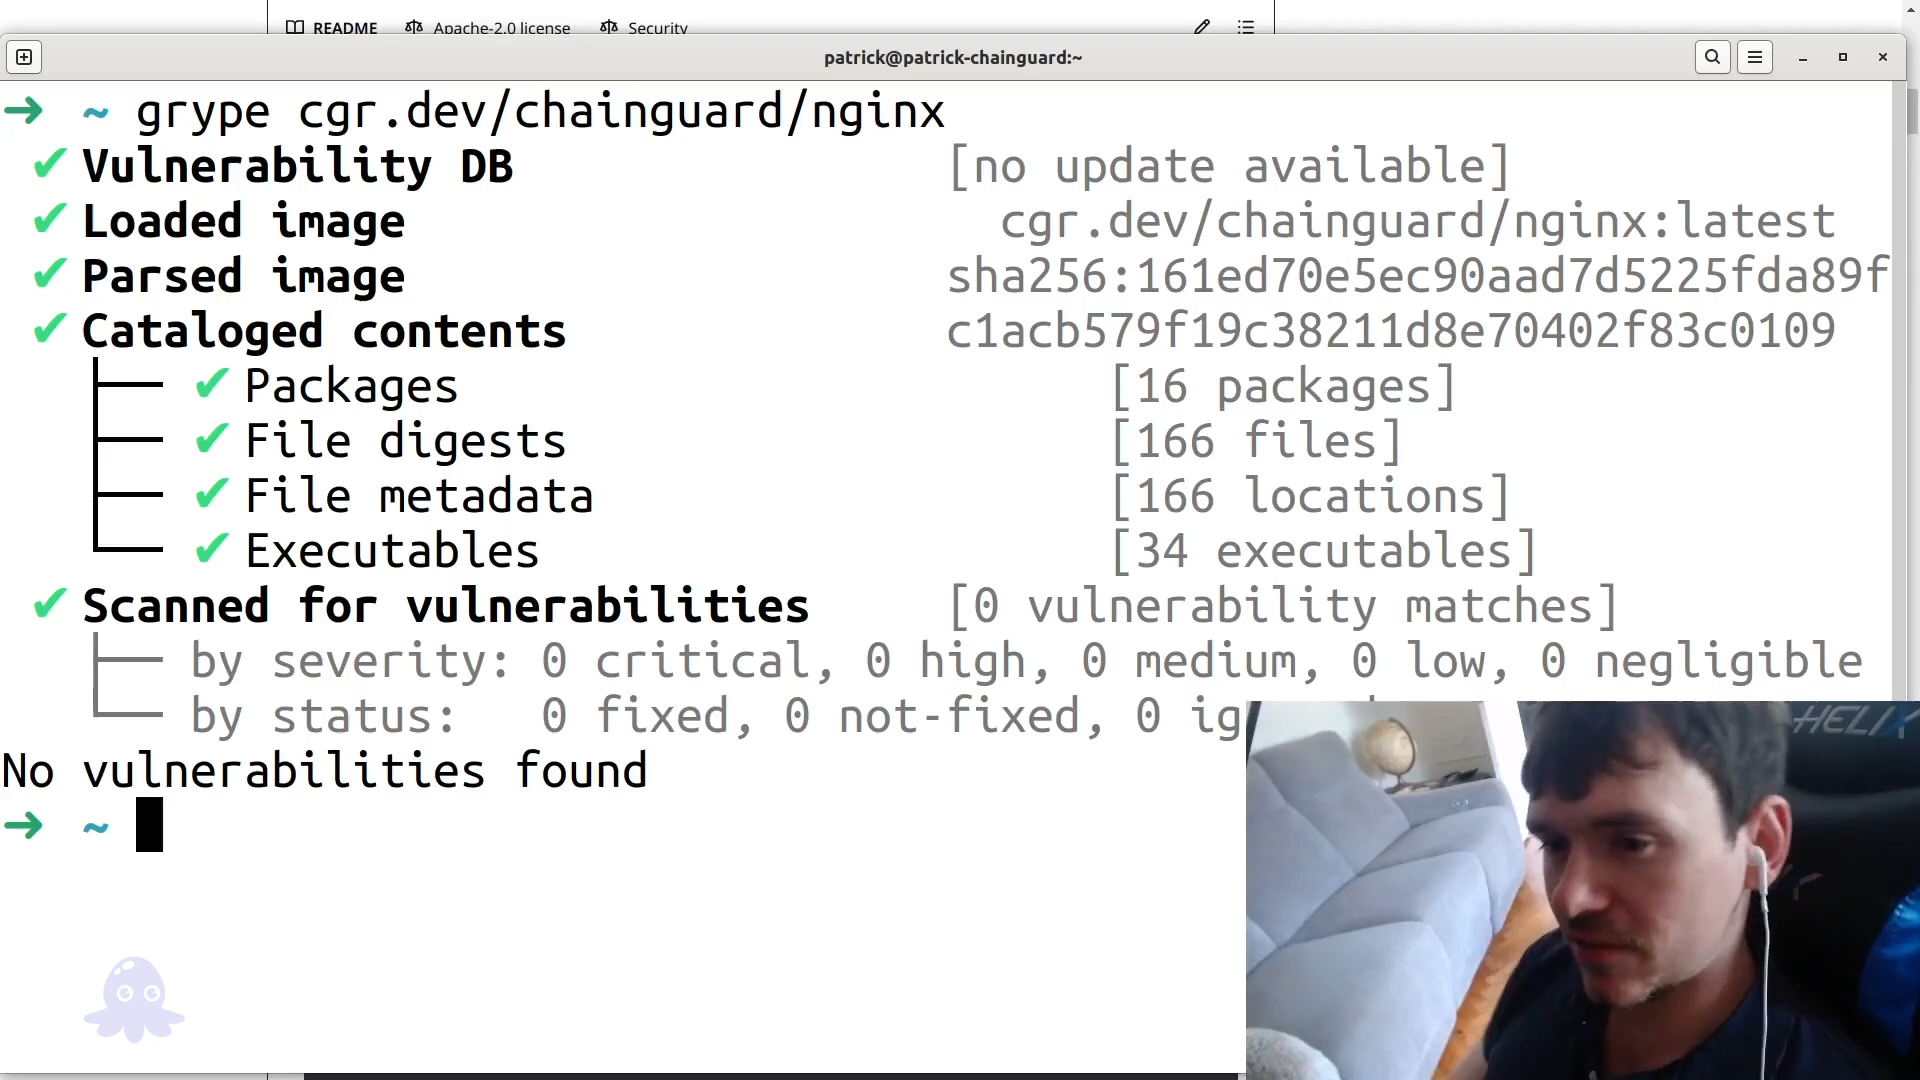 README Apache-2.0 license Security
patrick@patrick-chainguard:~
➜ ~ grype cgr.dev/chainguard/nginx
✔ Vulnerability DB [no update available]
✔ Loaded image cgr.dev/chainguard/nginx:latest
✔ Parsed image sha256:161ed70e5ec90aad7d5225fda89f
✔ Cataloged contents c1acb579f19c38211d8e70402f83c0109
├── ✔ Packages [16 packages]
├── ✔ File digests [166 files]
├── ✔ File metadata [166 locations]
└── ✔ Executables [34 executables]
✔ Scanned for vulnerabilities [0 vulnerability matches]
├── by severity: 0 critical, 0 high, 0 medium, 0 low, 0 negligible
└── by status: 0 fixed, 0 not-fixed, 0 ig
No vulnerabilities found
➜ ~
HELIX